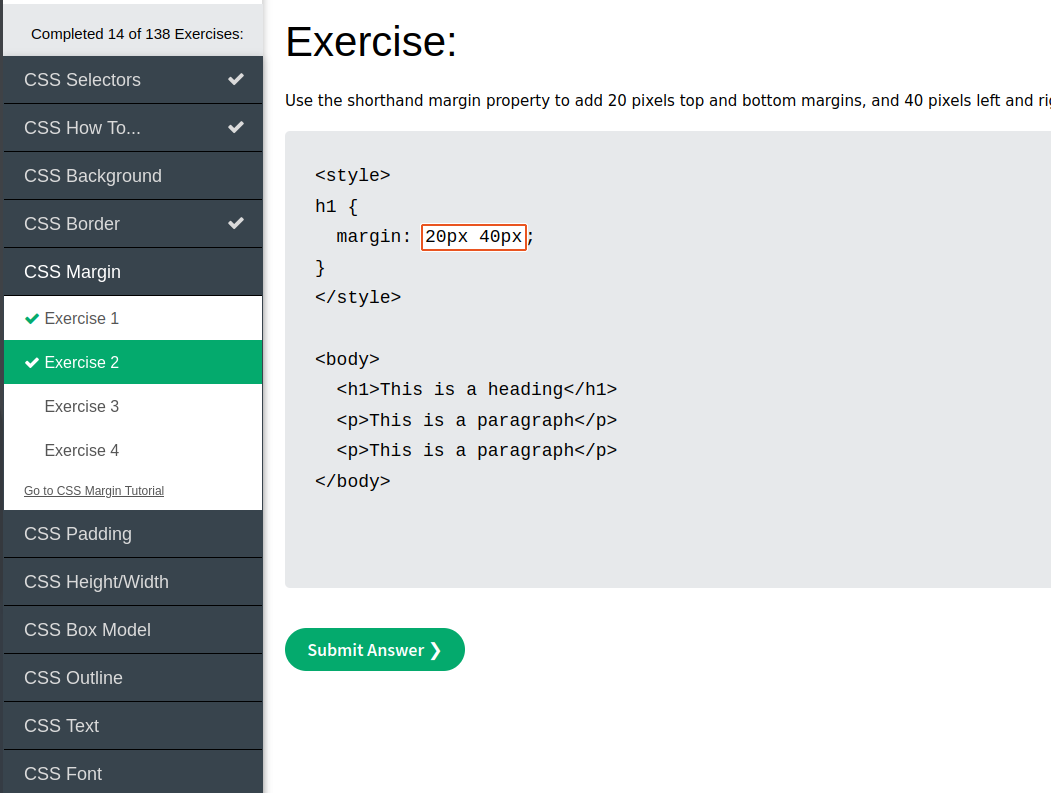 Completed 14 of 138 Exercises:
CSS Selectors
CSS How To...
CSS Background
CSS Border
CSS Margin
Exercise 1
Exercise 2
Exercise 3
Exercise 4
Go to CSS Margin Tutorial
CSS Padding
CSS Height/Width
CSS Box Model
CSS Outline
CSS Text
CSS Font
Exercise:
Use the shorthand margin property to add 20 pixels top and bottom margins, and 40 pixels left and
<style>
h1 {
  margin: 20px 40px;
}
</style>
<body>
  <h1>This is a heading</h1>
  <p>This is a paragraph</p>
  <p>This is a paragraph</p>
</body>
Submit Answer ❯